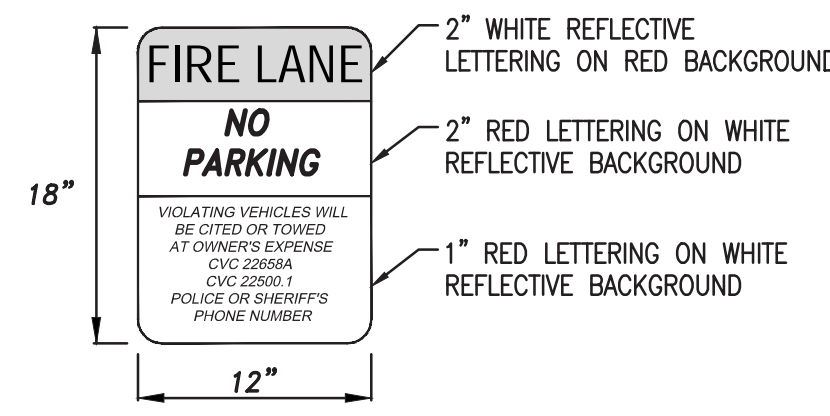 FIRE LANE
NO
PARKING
VIOLATING VEHICLES WILL
BE CITED OR TOWED
AT OWNER'S EXPENSE
CVC 22658A
CVC 22500.1
POLICE OR SHERIFF'S
PHONE NUMBER
18"
12"
2" WHITE REFLECTIVE
LETTERING ON RED BACKGROUND
2" RED LETTERING ON WHITE
REFLECTIVE BACKGROUND
1" RED LETTERING ON WHITE
REFLECTIVE BACKGROUND